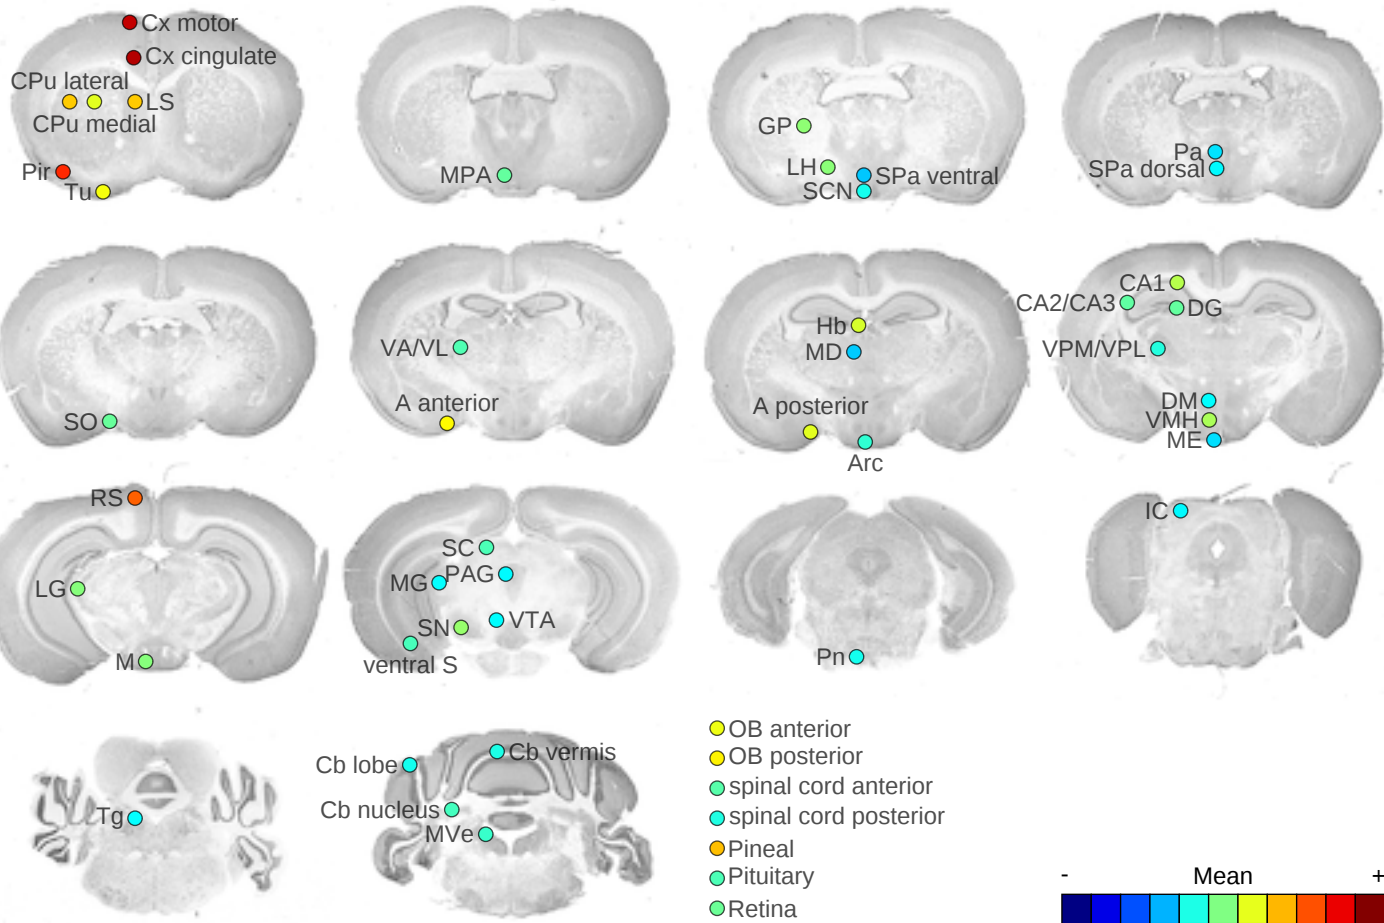 Cx motor
Cx cingulate
CPu lateral
LS
CPu medial
Pir
Tu
MPA
GP
LH
SPa ventral
SCN
Pa
SPa dorsal
SO
VA/VL
A anterior
Hb
MD
A posterior
Arc
CA1
CA2/CA3
DG
VPM/VPL
DM
VMH
ME
RS
LG
M
SC
PAG
MG
VTA
SN
ventral S
Pn
IC
Tg
Cb vermis
Cb lobe
Cb nucleus
MVe
OB anterior
OB posterior
spinal cord anterior
spinal cord posterior
Pineal
Pituitary
Retina
- Mean +